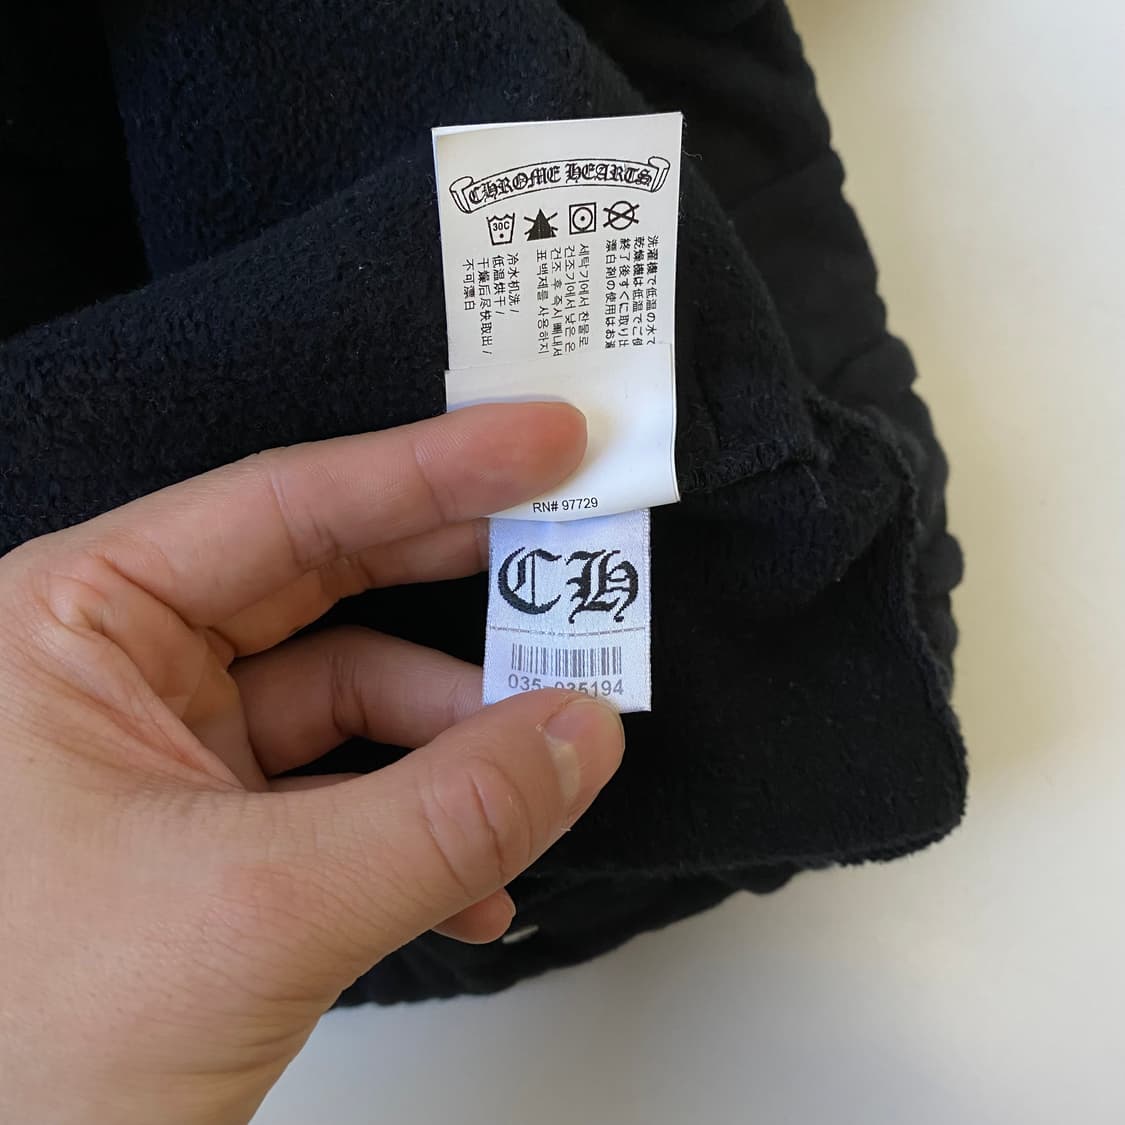 CHROME HEARTS
30C
洗濯機で低温の水で
乾燥機は低温でご使
終了後すぐに取り出
漂白剤の使用はお避
세탁기에서 찬물로
건조기에서 낮은 온
건조 후 즉시 빼내서
표백제를 사용하지
冷水机洗/
低温烘干/
干燥后尽快取出/
不可漂白
RN# 97729
CH
035-035194